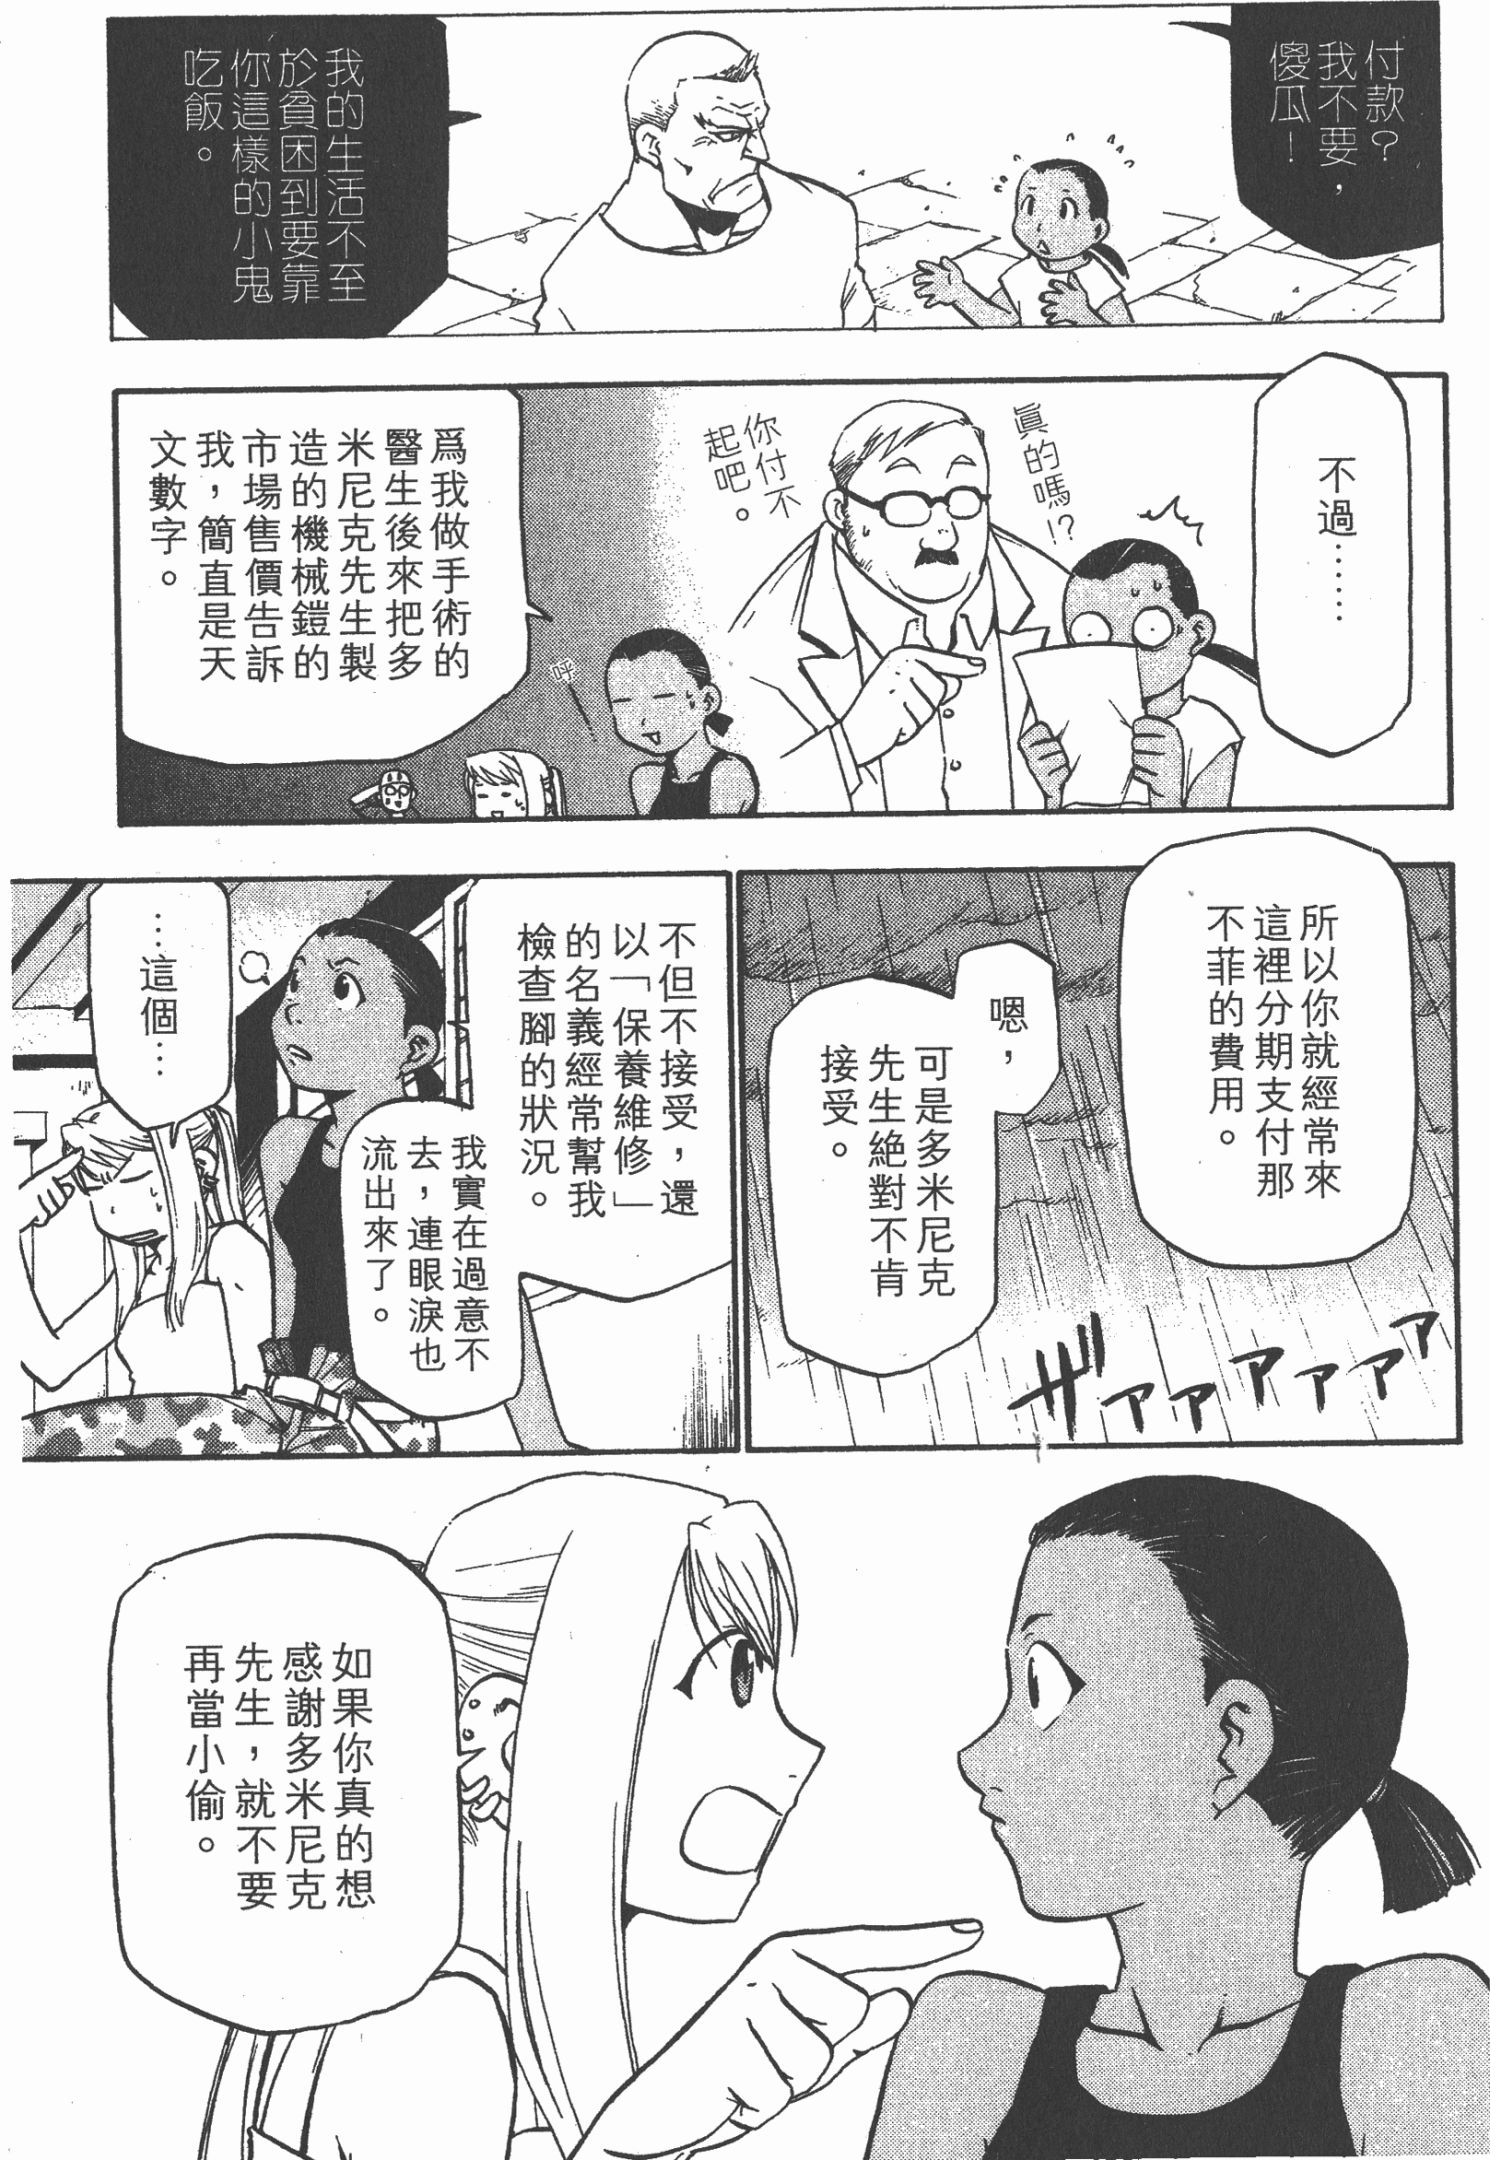 付款？
我不要，
傻瓜！
我的生活不至
於貧困到要靠
你這樣的小鬼
吃飯。
不過……
真的嗎！？
你付不
起吧。
呼
爲我做手術的
醫生後來把多
米尼克先生製
造的機械鎧的
市場售價告訴
我，簡直是天
文數字。
所以你就經常來
這裡分期支付那
不菲的費用。
嗯，
可是多米尼克
先生絕對不肯
接受。
ザァァァァァァ
不但不接受，還
以「保養維修」
的名義經常幫我
檢查腳的狀況。
我實在過意不
去，連眼淚也
流出來了。
…這個…
如果你真的想
感謝多米尼克
先生，就不要
再當小偷。